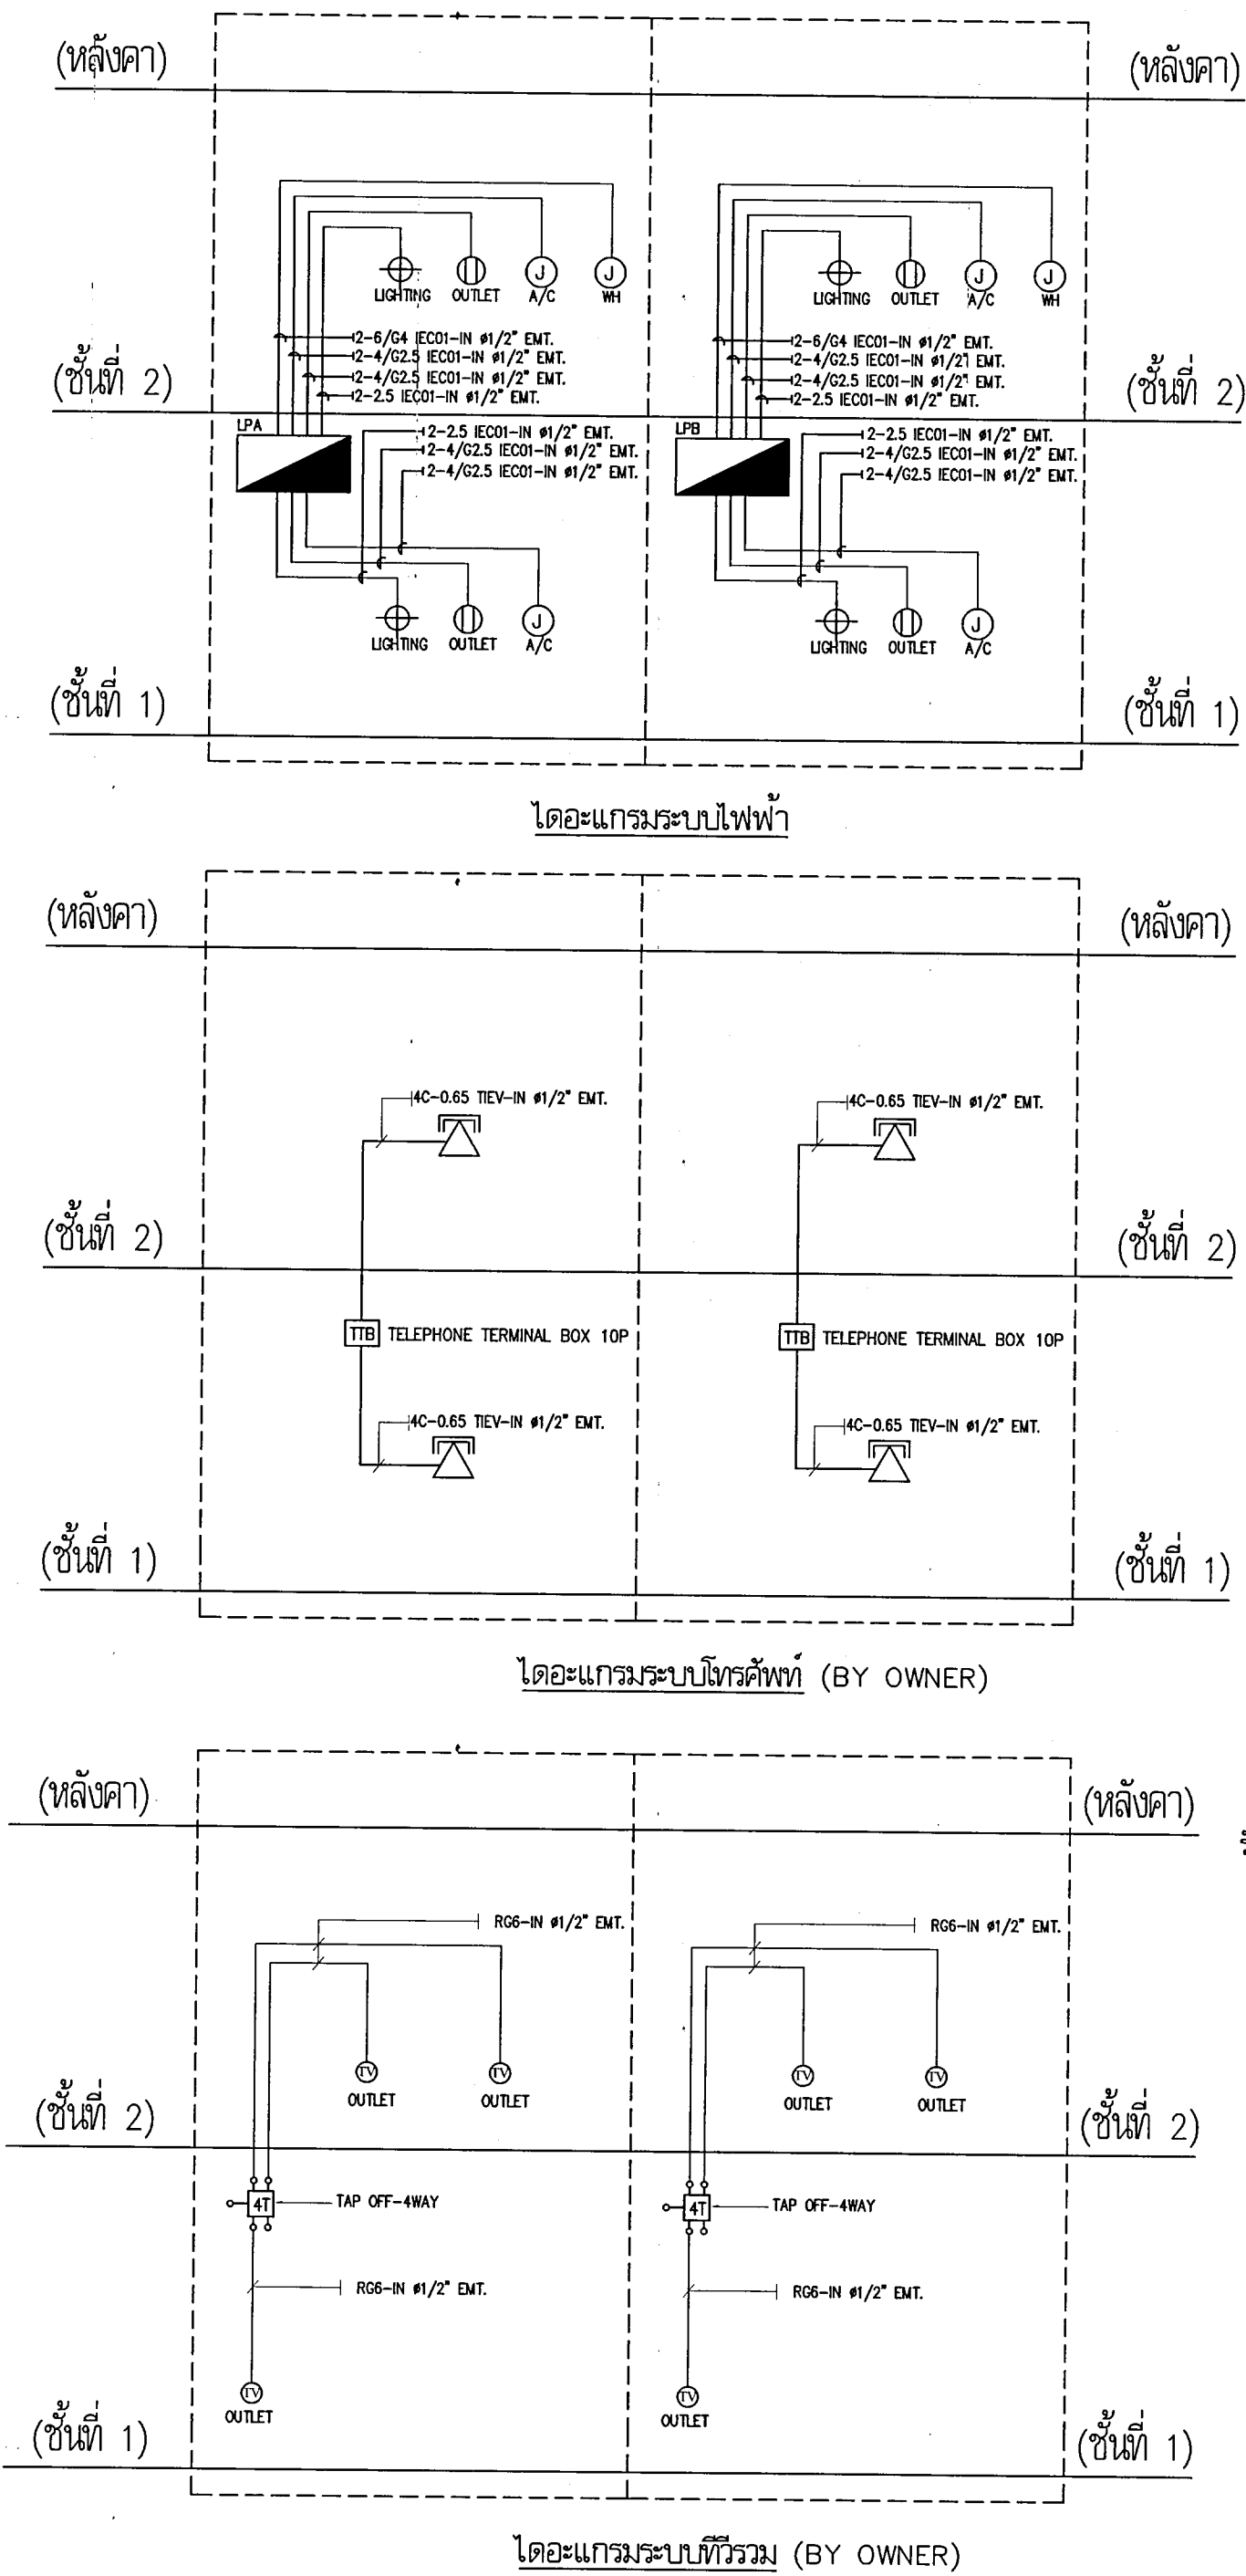 (หลังคา) (หลังคา)
LIGHTING OUTLET A/C WH LIGHTING OUTLET A/C WH
J J J J
2-6/G4 IEC01-IN ø1/2" EMT. 2-6/G4 IEC01-IN ø1/2" EMT.
2-4/G2.5 IEC01-IN ø1/2" EMT. 2-4/G2.5 IEC01-IN ø1/2" EMT.
2-4/G2.5 IEC01-IN ø1/2" EMT. 2-4/G2.5 IEC01-IN ø1/2" EMT.
2-2.5 IEC01-IN ø1/2" EMT. 2-2.5 IEC01-IN ø1/2" EMT.
(ชั้นที่ 2) (ชั้นที่ 2)
LPA LPB
2-2.5 IEC01-IN ø1/2" EMT. 2-2.5 IEC01-IN ø1/2" EMT.
2-4/G2.5 IEC01-IN ø1/2" EMT. 2-4/G2.5 IEC01-IN ø1/2" EMT.
2-4/G2.5 IEC01-IN ø1/2" EMT. 2-4/G2.5 IEC01-IN ø1/2" EMT.
J J
LIGHTING OUTLET A/C LIGHTING OUTLET A/C
(ชั้นที่ 1) (ชั้นที่ 1)
ไดอะแกรมระบบไฟฟ้า
(หลังคา) (หลังคา)
4C-0.65 TIEV-IN ø1/2" EMT. 4C-0.65 TIEV-IN ø1/2" EMT.
(ชั้นที่ 2) (ชั้นที่ 2)
TTB TELEPHONE TERMINAL BOX 10P TTB TELEPHONE TERMINAL BOX 10P
4C-0.65 TIEV-IN ø1/2" EMT. 4C-0.65 TIEV-IN ø1/2" EMT.
(ชั้นที่ 1) (ชั้นที่ 1)
ไดอะแกรมระบบโทรศัพท์ (BY OWNER)
(หลังคา) (หลังคา)
RG6-IN ø1/2" EMT. RG6-IN ø1/2" EMT.
TV TV TV TV
OUTLET OUTLET OUTLET OUTLET
(ชั้นที่ 2) (ชั้นที่ 2)
4T TAP OFF-4WAY 4T TAP OFF-4WAY
RG6-IN ø1/2" EMT. RG6-IN ø1/2" EMT.
TV TV
OUTLET OUTLET
(ชั้นที่ 1) (ชั้นที่ 1)
ไดอะแกรมระบบทีวีรวม (BY OWNER)